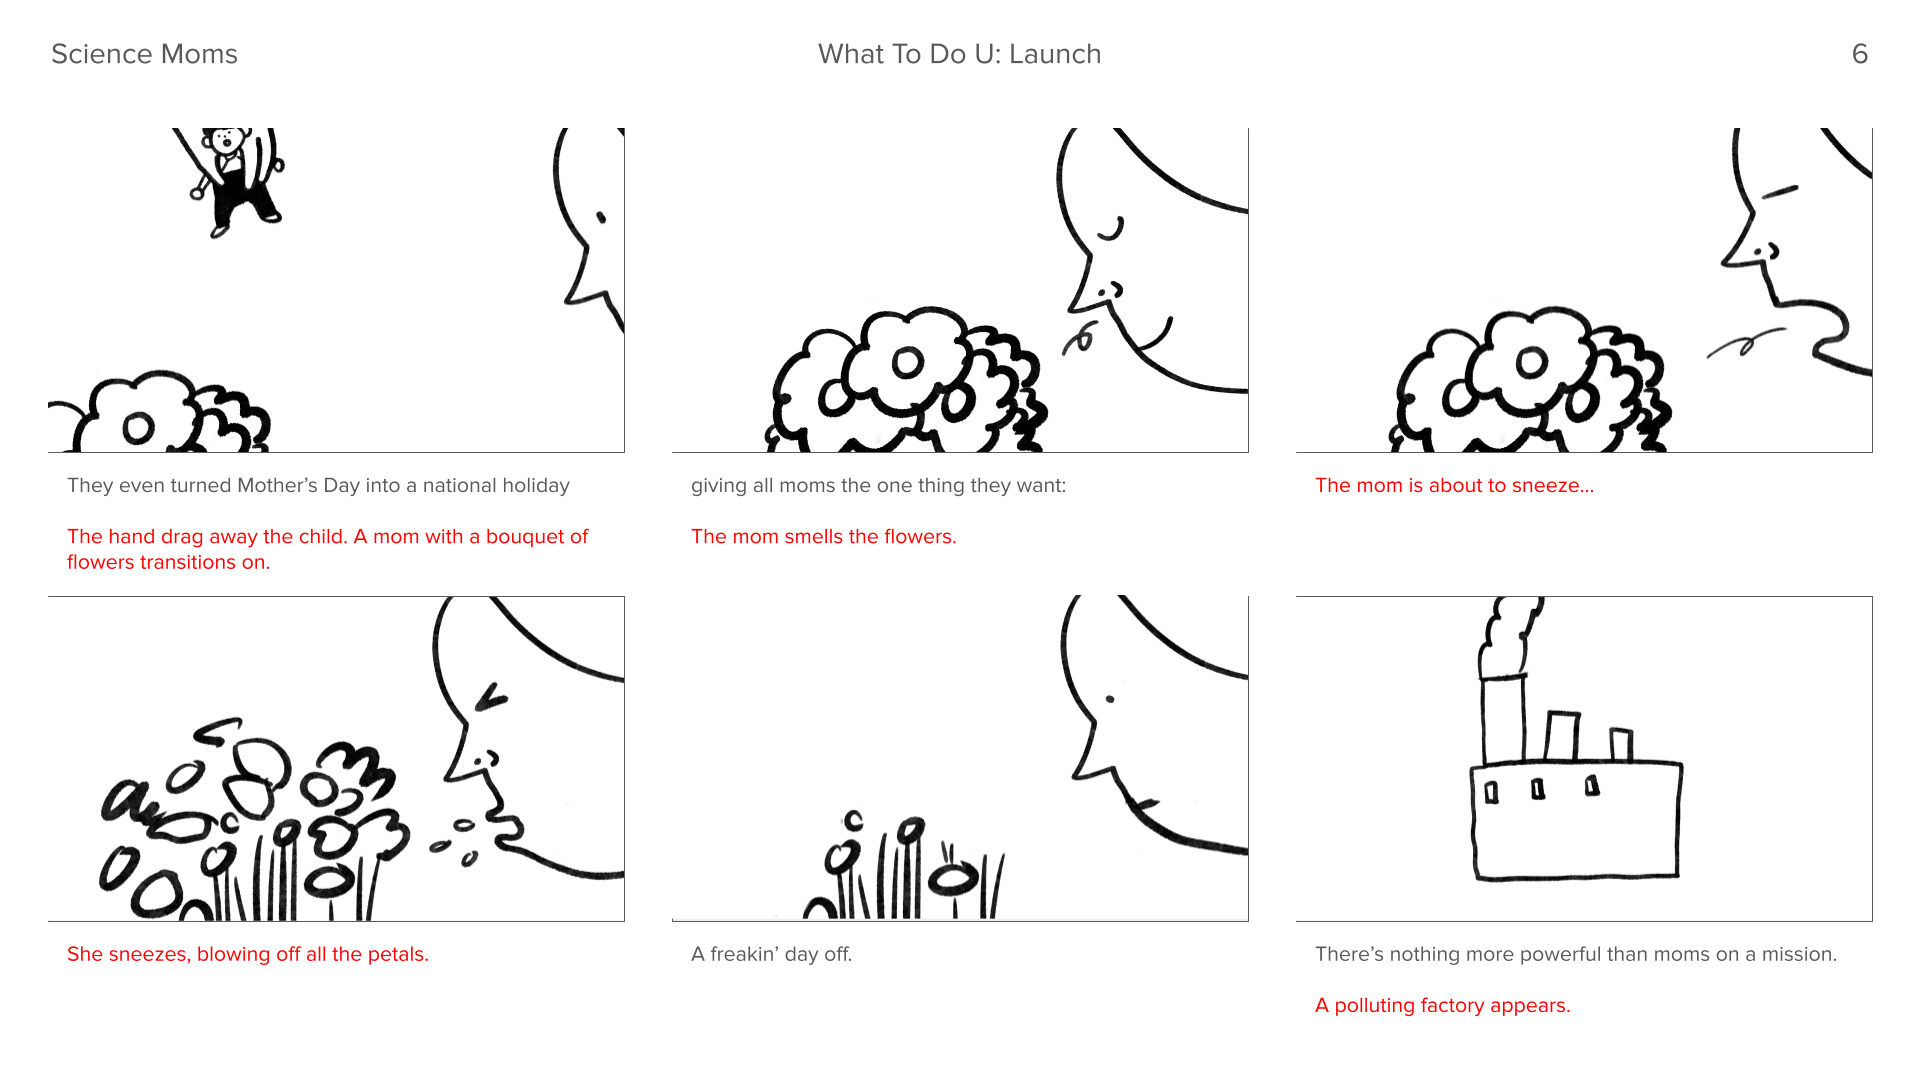 Science Moms
What To Do U: Launch
6
They even turned Mother’s Day into a national holiday
The hand drag away the child. A mom with a bouquet of
flowers transitions on.
giving all moms the one thing they want:
The mom smells the flowers.
The mom is about to sneeze...
She sneezes, blowing off all the petals.
A freakin’ day off.
There’s nothing more powerful than moms on a mission.
A polluting factory appears.